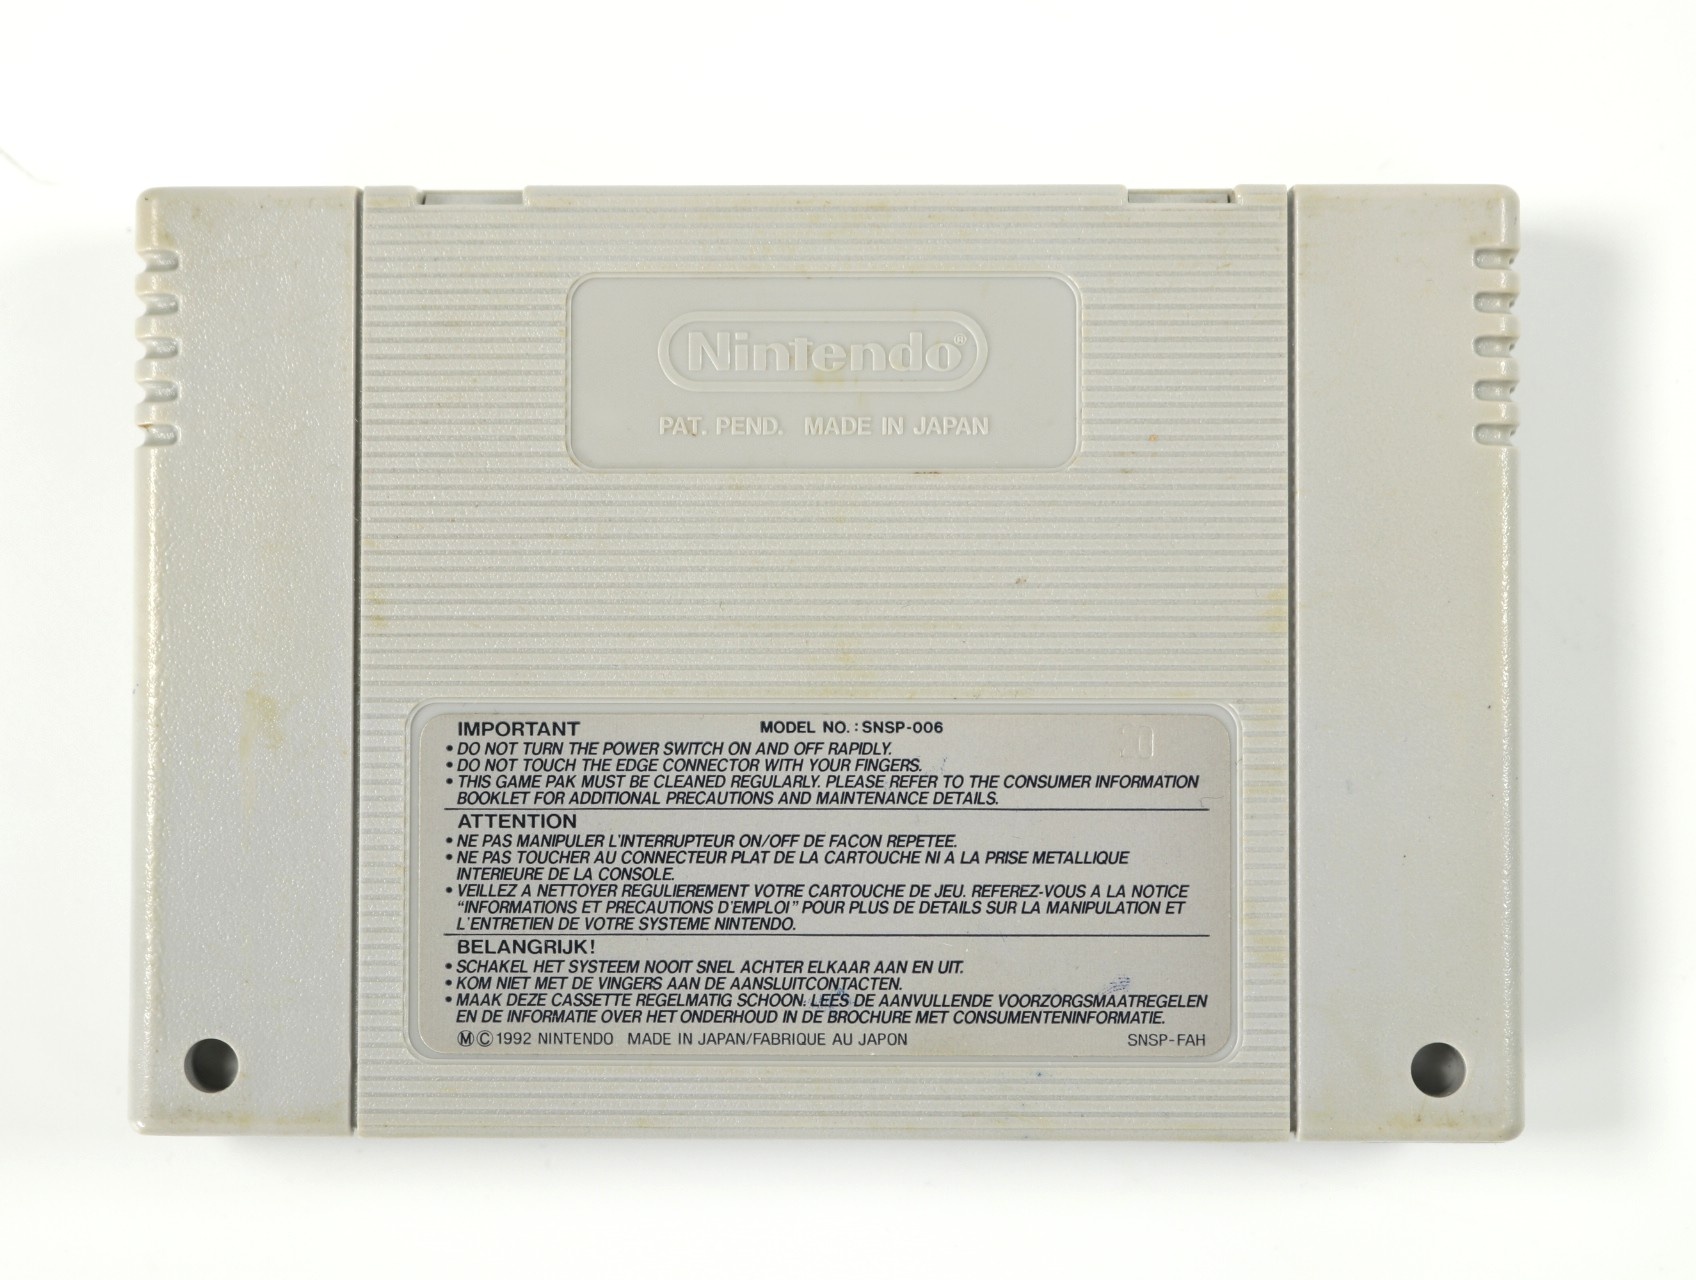 Nintendo®
PAT. PEND. MADE IN JAPAN
IMPORTANT MODEL NO.: SNSP-006
• DO NOT TURN THE POWER SWITCH ON AND OFF RAPIDLY.
• DO NOT TOUCH THE EDGE CONNECTOR WITH YOUR FINGERS.
• THIS GAME PAK MUST BE CLEANED REGULARLY. PLEASE REFER TO THE CONSUMER INFORMATION
BOOKLET FOR ADDITIONAL PRECAUTIONS AND MAINTENANCE DETAILS.
ATTENTION
• NE PAS MANIPULER L'INTERRUPTEUR ON/OFF DE FACON REPETEE.
• NE PAS TOUCHER AU CONNECTEUR PLAT DE LA CARTOUCHE NI A LA PRISE METALLIQUE
INTERIEURE DE LA CONSOLE.
• VEILLEZ A NETTOYER REGULIEREMENT VOTRE CARTOUCHE DE JEU. REFEREZ-VOUS A LA NOTICE
"INFORMATIONS ET PRECAUTIONS D'EMPLOI" POUR PLUS DE DETAILS SUR LA MANIPULATION ET
L'ENTRETIEN DE VOTRE SYSTEME NINTENDO.
BELANGRIJK!
• SCHAKEL HET SYSTEEM NOOIT SNEL ACHTER ELKAAR AAN EN UIT.
• KOM NIET MET DE VINGERS AAN DE AANSLUITCONTACTEN.
• MAAK DEZE CASSETTE REGELMATIG SCHOON. LEES DE AANVULLENDE VOORZORGSMAATREGELEN
EN DE INFORMATIE OVER HET ONDERHOUD IN DE BROCHURE MET CONSUMENTENINFORMATIE.
Ⓜ©1992 NINTENDO MADE IN JAPAN/FABRIQUE AU JAPON SNSP-FAH